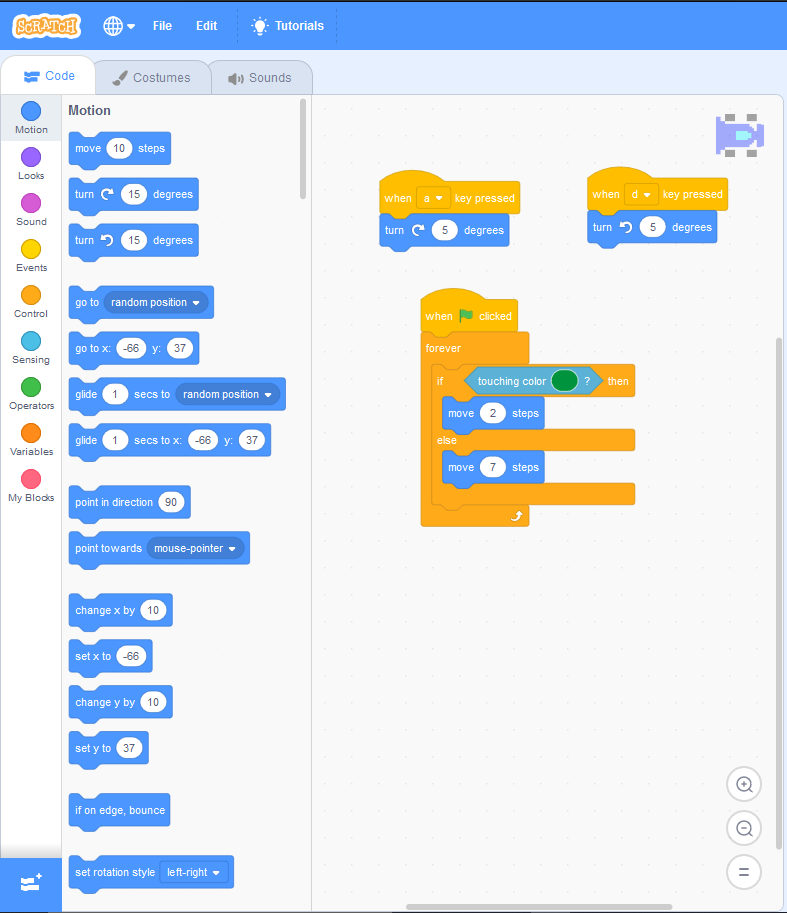 SCRATCH File Edit Tutorials
Code Costumes Sounds
Motion
Looks
Sound
Events
Control
Sensing
Operators
Variables
My Blocks
Motion
move 10 steps
turn 15 degrees
turn 15 degrees
go to random position
go to x: -66 y: 37
glide 1 secs to random position
glide 1 secs to x: -66 y: 37
point in direction 90
point towards mouse-pointer
change x by 10
set x to -66
change y by 10
set y to 37
if on edge, bounce
set rotation style left-right
when a key pressed
turn 5 degrees
when d key pressed
turn 5 degrees
when clicked
forever
if touching color ? then
move 2 steps
else
move 7 steps